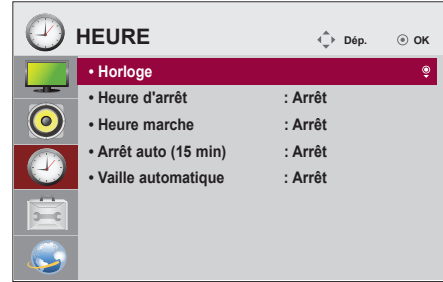 HEURE
Dép.
OK
• Horloge
• Heure d'arrêt : Arrêt
• Heure marche : Arrêt
• Arrêt auto (15 min) : Arrêt
• Vaille automatique : Arrêt